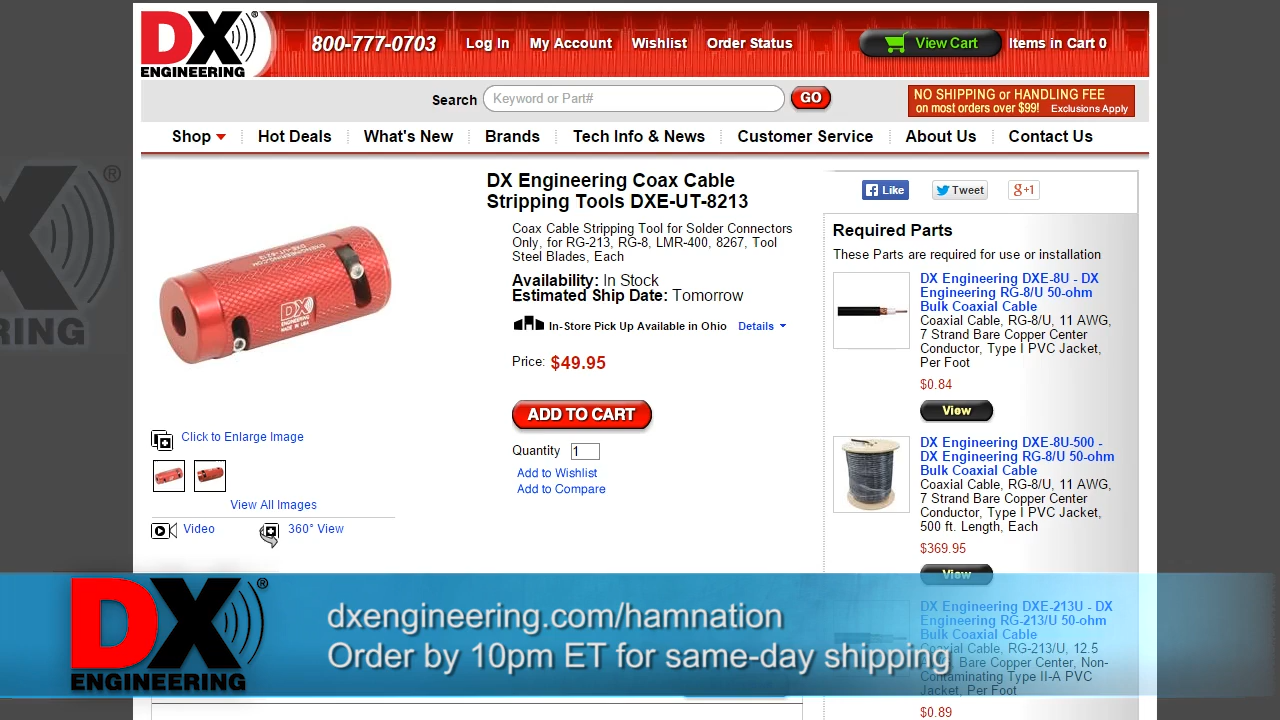 DX
ENGINEERING
®
800-777-0703
Log In
My Account
Wishlist
Order Status
View Cart
Items in Cart 0
Search
Keyword or Part#
GO
NO SHIPPING or HANDLING FEE
on most orders over $99! Exclusions Apply
Shop
Hot Deals
What's New
Brands
Tech Info & News
Customer Service
About Us
Contact Us
DX Engineering Coax Cable
Stripping Tools DXE-UT-8213
Coax Cable Stripping Tool for Solder Connectors
Only, for RG-213, RG-8, LMR-400, 8267, Tool
Steel Blades, Each
Availability: In Stock
Estimated Ship Date: Tomorrow
In-Store Pick Up Available in Ohio Details
Price: $49.95
ADD TO CART
Quantity 1
Add to Wishlist
Add to Compare
DXENGINEERING.COM
DXE-UT-8213
DX
ENGINEERING
MADE IN USA
Click to Enlarge Image
View All Images
Video
360° View
Like
Tweet
g+1
Required Parts
These Parts are required for use or installation
DX Engineering DXE-8U - DX
Engineering RG-8/U 50-ohm
Bulk Coaxial Cable
Coaxial Cable, RG-8/U, 11 AWG,
7 Strand Bare Copper Center
Conductor, Type I PVC Jacket,
Per Foot
$0.84
View
DX Engineering DXE-8U-500 -
DX Engineering RG-8/U 50-ohm
Bulk Coaxial Cable
Coaxial Cable, RG-8/U, 11 AWG,
7 Strand Bare Copper Center
Conductor, Type I PVC Jacket,
500 ft. Length, Each
$369.95
View
DX Engineering DXE-213U - DX
Engineering RG-213/U 50-ohm
Bulk Coaxial Cable
Coaxial Cable, RG-213/U, 12.5
Bare Copper Center, Non-
Contaminating Type II-A PVC
Jacket, Per Foot
$0.89
X
®
ERING
DX
®
ENGINEERING
dxengineering.com/hamnation
Order by 10pm ET for same-day shipping